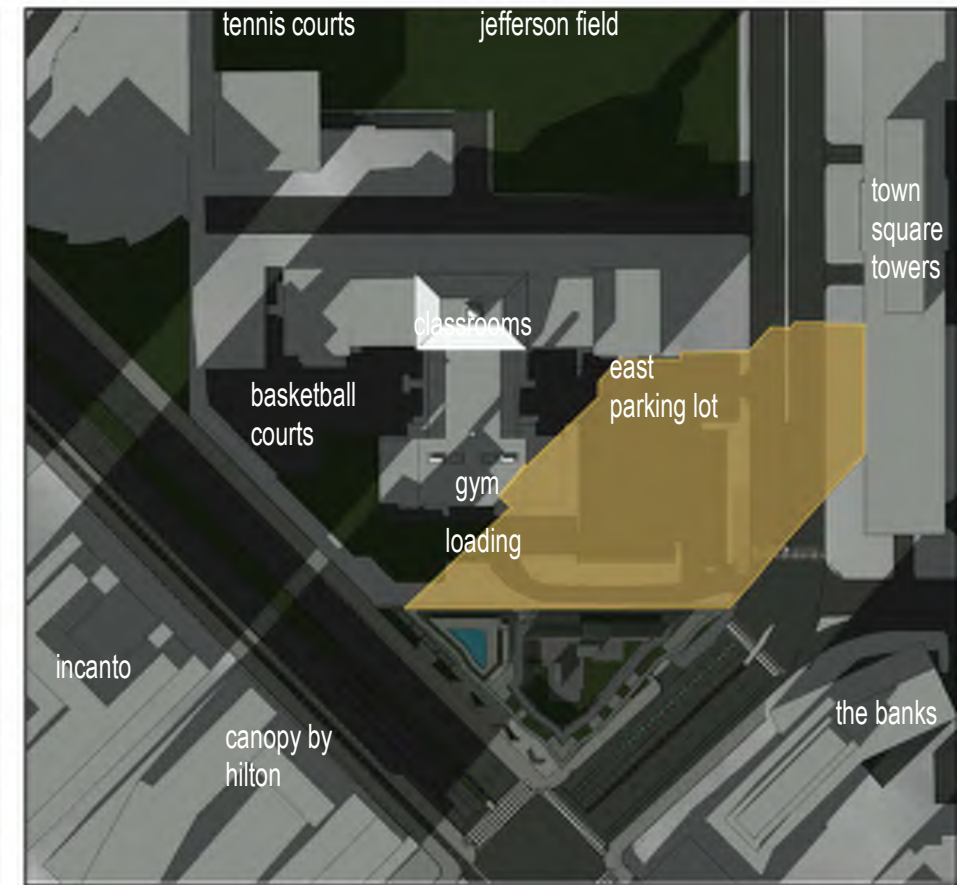 tennis courts
jefferson field
town
square
towers
classrooms
east
parking lot
basketball
courts
gym
loading
incanto
the banks
canopy by
hilton